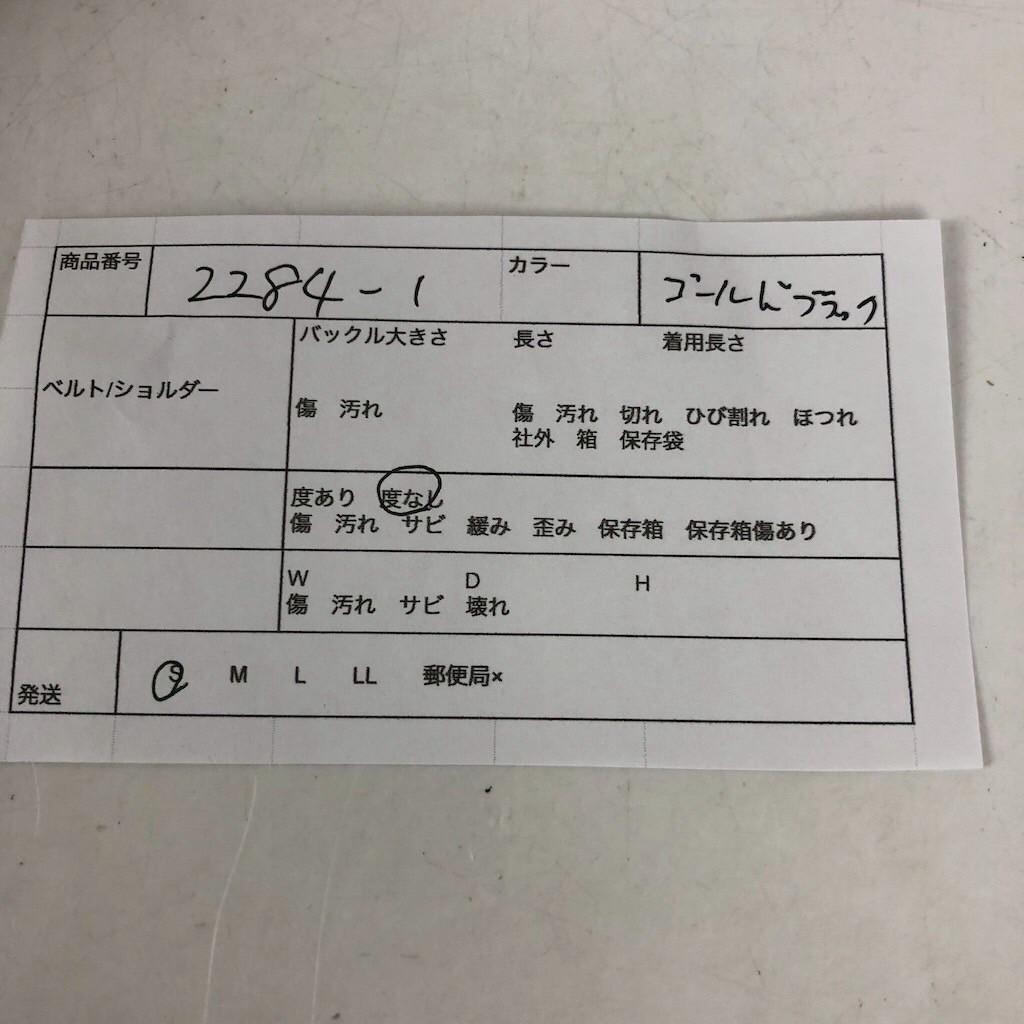 商品番号 2284-1 カラー ゴールドブラック
バックル大きさ 長さ 着用長さ
ベルト/ショルダー
傷 汚れ 傷 汚れ 切れ ひび割れ ほつれ
社外 箱 保存袋
度あり 度なし
傷 汚れ サビ 緩み 歪み 保存箱 保存箱傷あり
W D H
傷 汚れ サビ 壊れ
発送 S M L LL 郵便局×